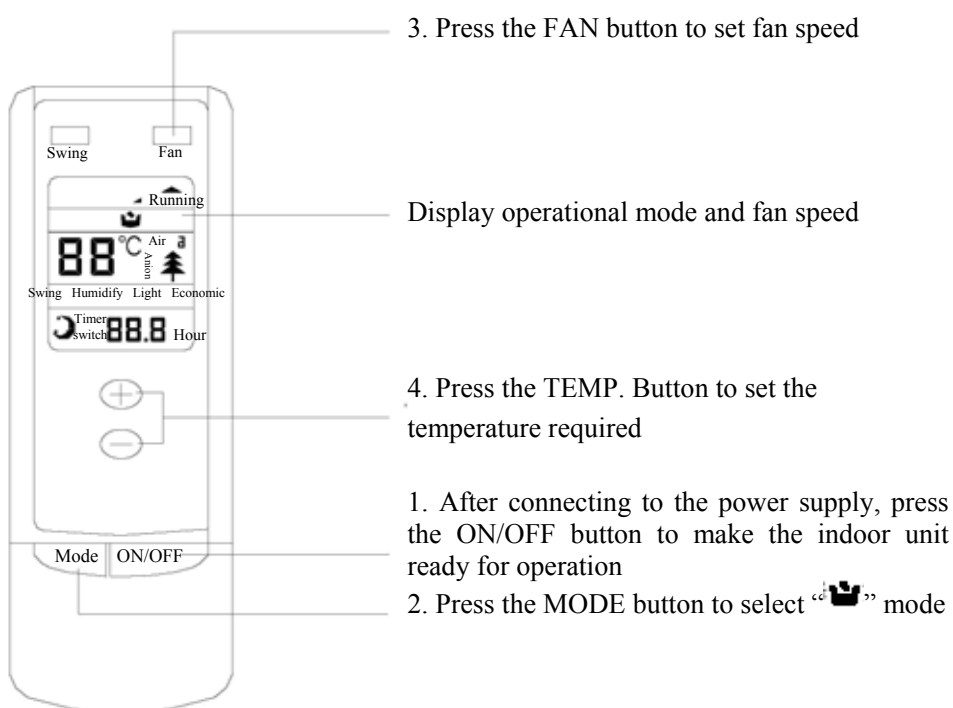 3. Press the FAN button to set fan speed
Swing
Fan
Running
Display operational mode and fan speed
88°C
Air
Anion
a
Swing Humidify Light Economic
Timer
switch
88.8 Hour
4. Press the TEMP. Button to set the
temperature required
1. After connecting to the power supply, press
the ON/OFF button to make the indoor unit
ready for operation
Mode
ON/OFF
2. Press the MODE button to select “ ” mode